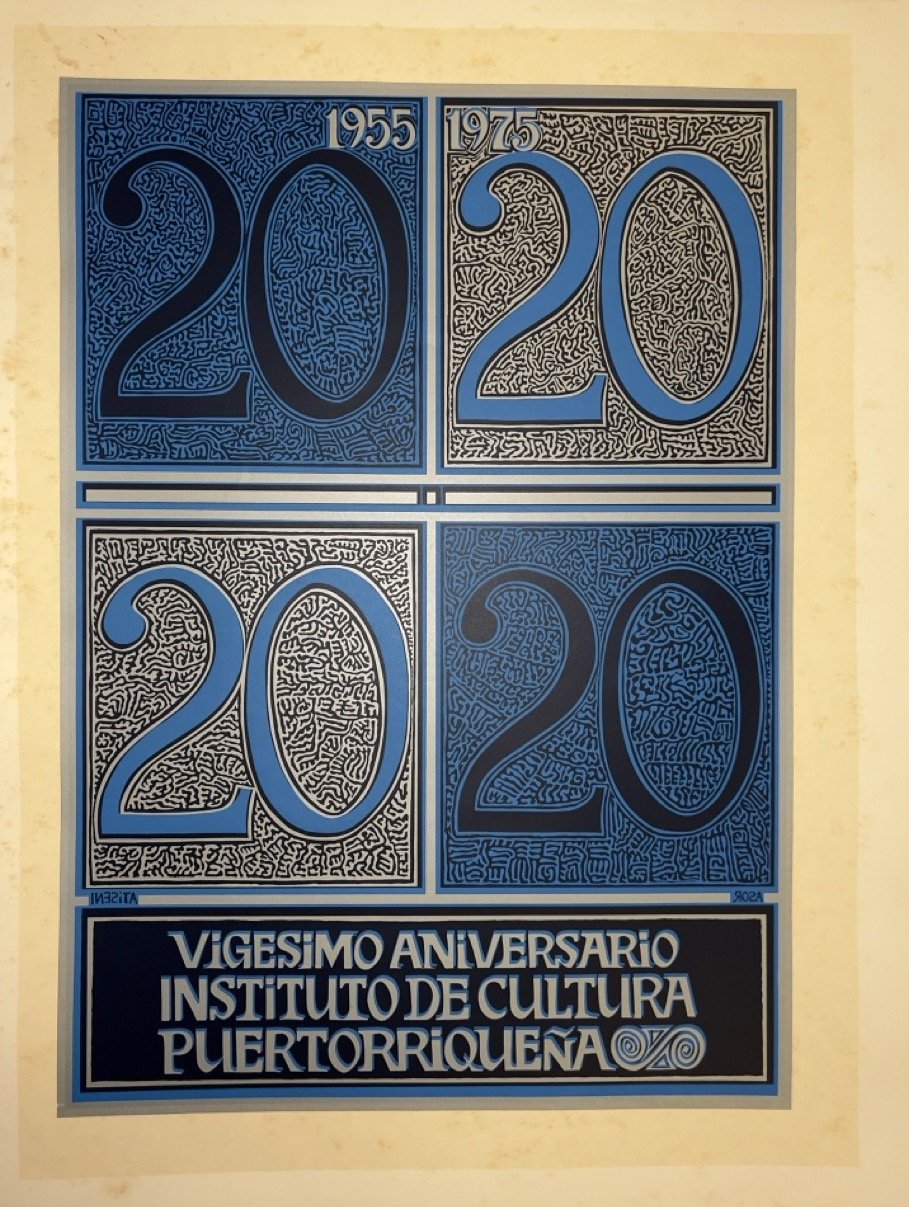 1955 1975
20 20
20 20
INESiTA ROSA
ViGESiMO ANiVERSARiO
INSTiTUTO DE CULTURA
PUERTORRiQUEÑA